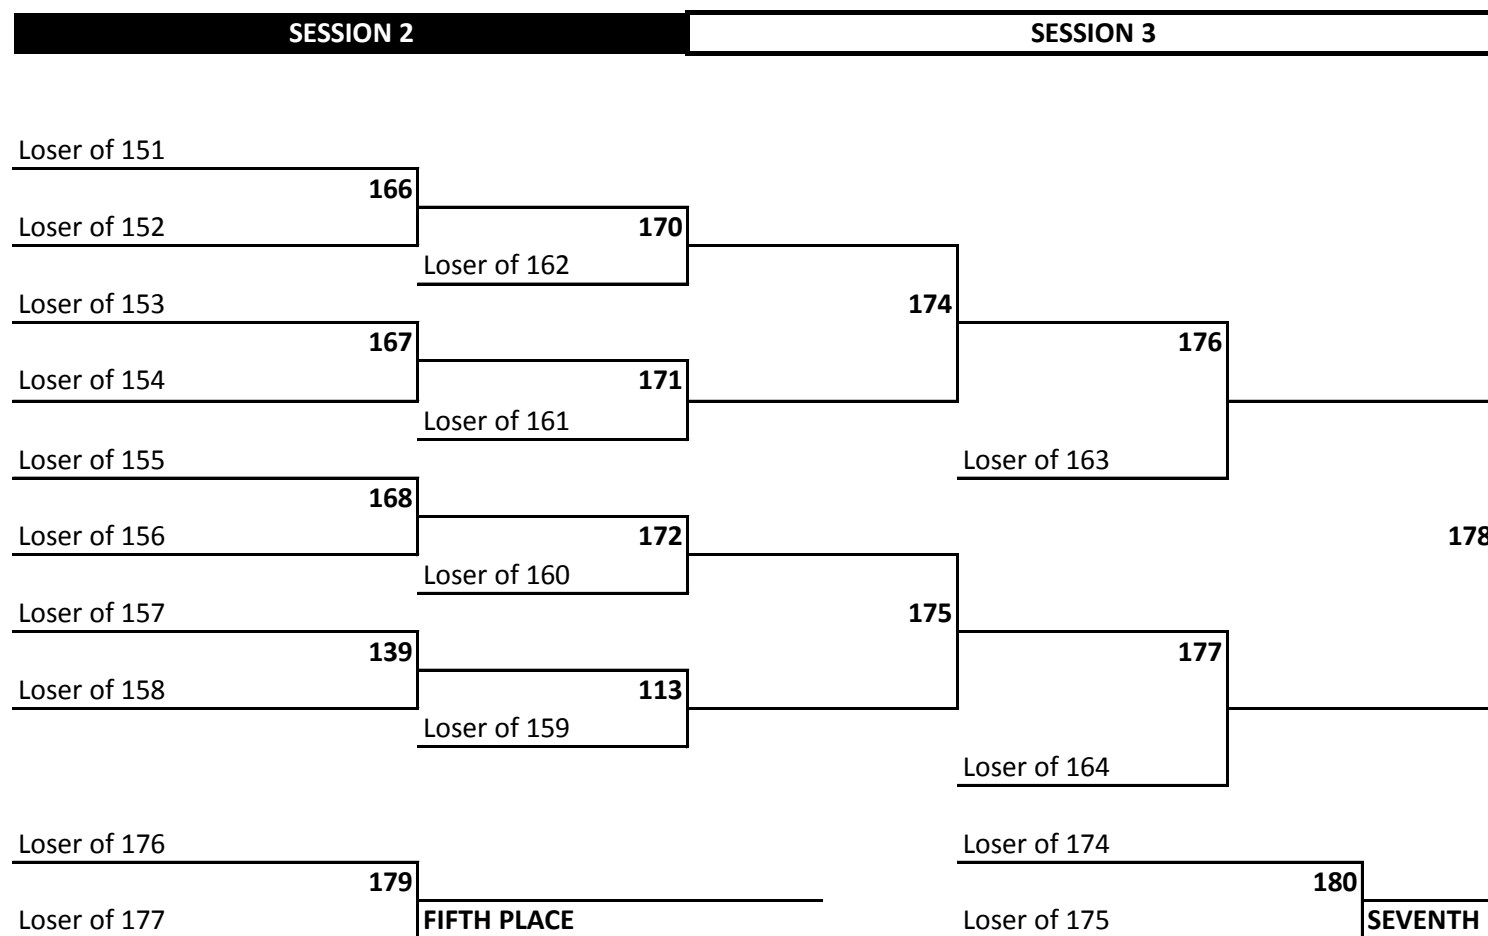 SESSION 2
SESSION 3
Loser of 151
166
Loser of 152
170
Loser of 162
Loser of 153
174
167
176
Loser of 154
171
Loser of 161
Loser of 155
Loser of 163
168
Loser of 156
172
178
Loser of 160
Loser of 157
175
139
177
Loser of 158
113
Loser of 159
Loser of 164
Loser of 176
Loser of 174
179
180
Loser of 177
FIFTH PLACE
Loser of 175
SEVENTH